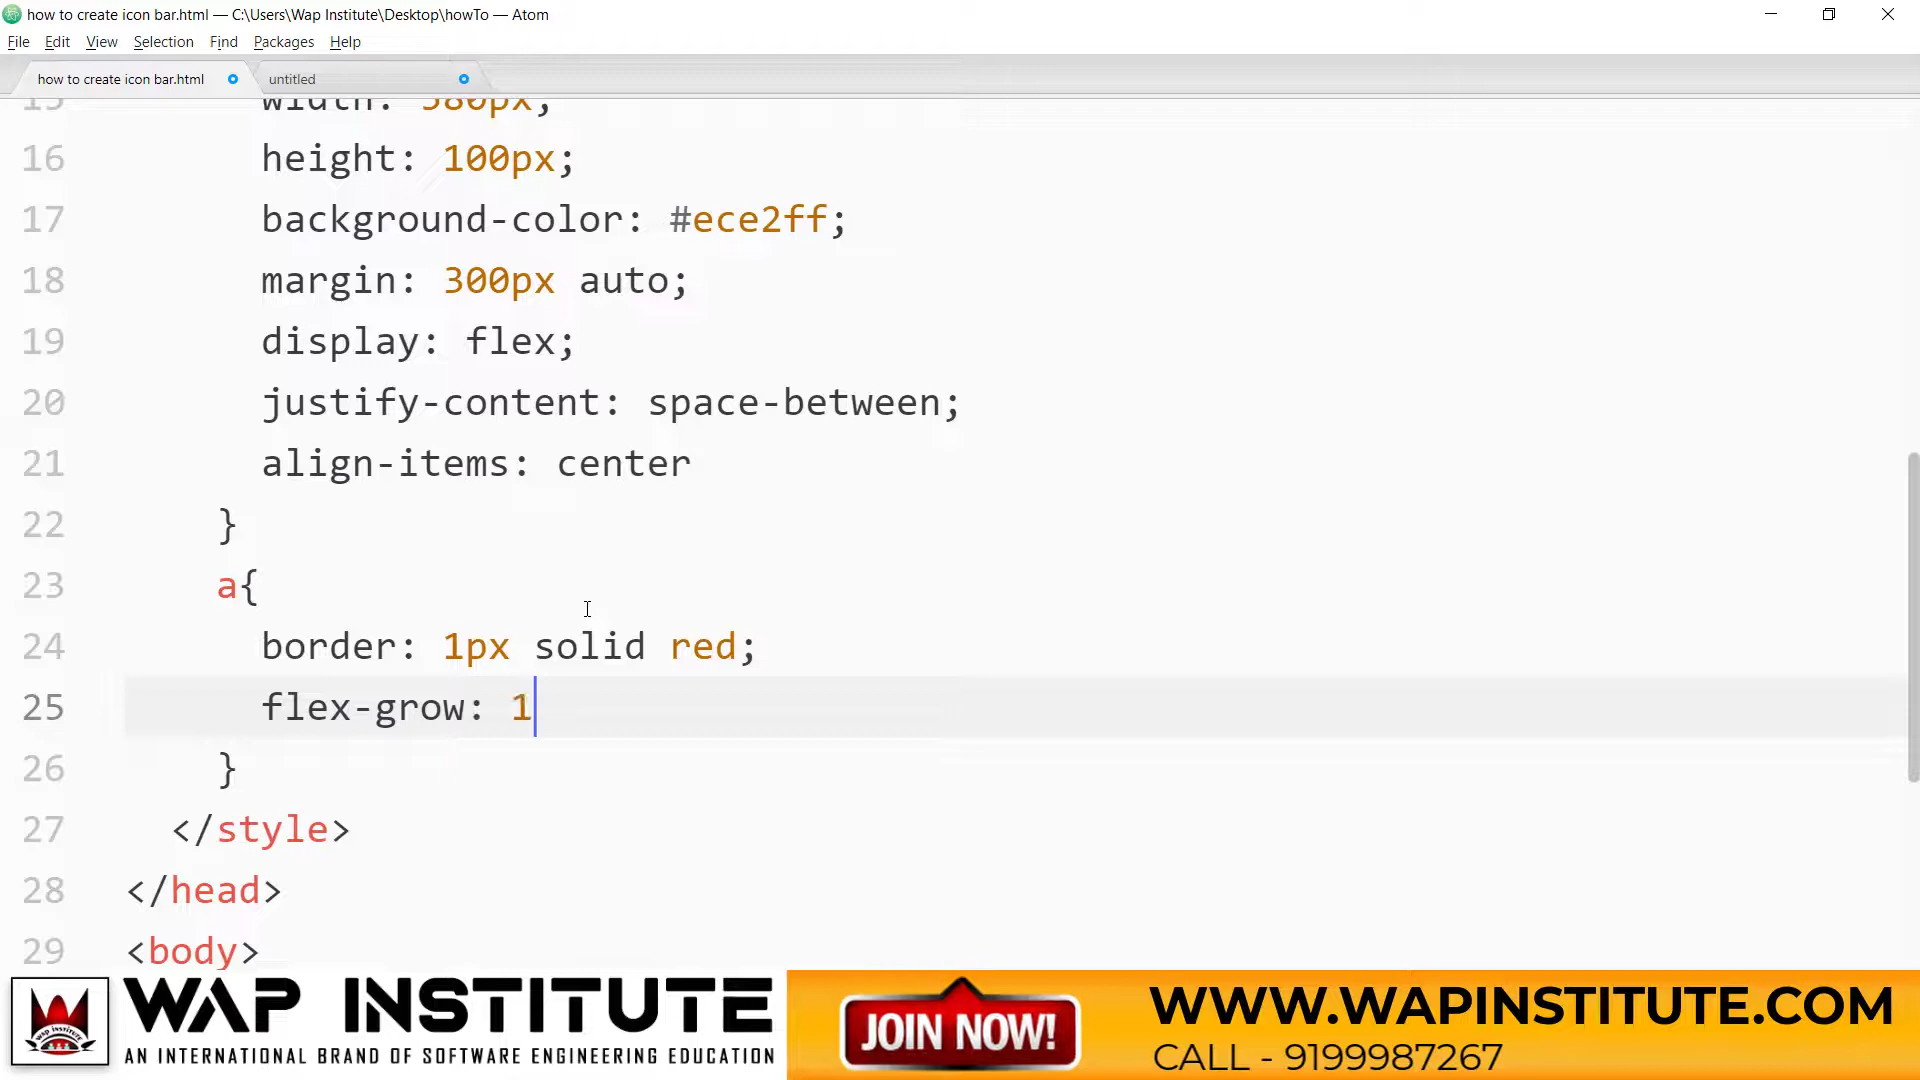 how to create icon bar.html — C:\Users\Wap Institute\Desktop\howTo — Atom
File Edit View Selection Find Packages Help
how to create icon bar.html untitled
15 width: 580px;
16 height: 100px;
17 background-color: #ece2ff;
18 margin: 300px auto;
19 display: flex;
20 justify-content: space-between;
21 align-items: center
22 }
23 a{
24 border: 1px solid red;
25 flex-grow: 1
26 }
27 </style>
28 </head>
29 <body>
WAP INSTITUTE
AN INTERNATIONAL BRAND OF SOFTWARE ENGINEERING EDUCATION
JOIN NOW!
WWW.WAPINSTITUTE.COM
CALL - 9199987267